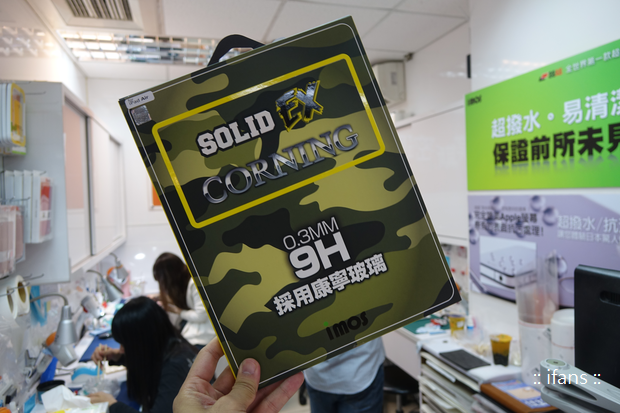 SOLID EX
CORNING
0.3MM
9H
採用康寧玻璃
imos
imos
超撥水·易清潔
保證前所未見
超撥水/抗
:: ifans ::